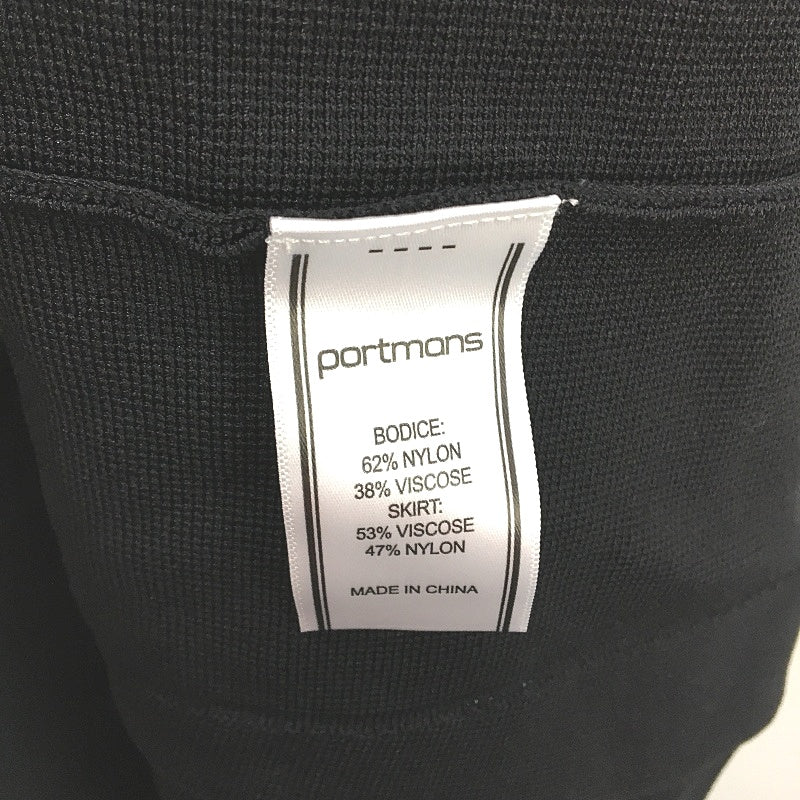 portmans
BODICE:
62% NYLON
38% VISCOSE
SKIRT:
53% VISCOSE
47% NYLON
MADE IN CHINA